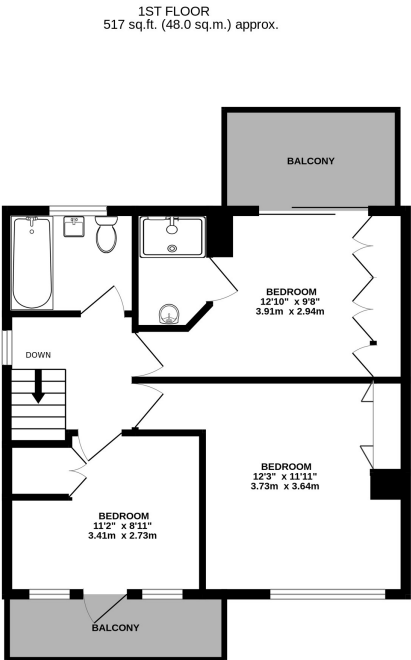 1ST FLOOR
517 sq.ft. (48.0 sq.m.) approx.
BALCONY
BEDROOM
12'10" x 9'8"
3.91m x 2.94m
DOWN
BEDROOM
12'3" x 11'11"
3.73m x 3.64m
BEDROOM
11'2" x 8'11"
3.41m x 2.73m
BALCONY